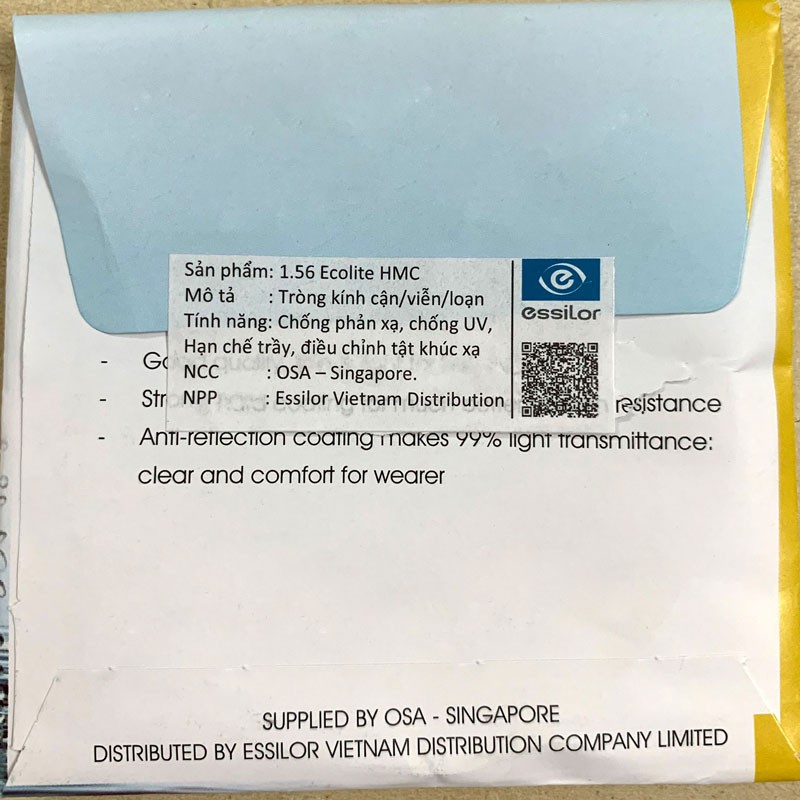 Sản phẩm: 1.56 Ecolite HMC
Mô tả : Tròng kính cận/viễn/loạn
Tính năng: Chống phản xạ, chống UV,
Hạn chế trầy, điều chỉnh tật khúc xạ
NCC : OSA – Singapore.
NPP : Essilor Vietnam Distribution
essilor
-
- resistance
- Anti-reflection coating makes 99% light transmittance:
clear and comfort for wearer
SUPPLIED BY OSA - SINGAPORE
DISTRIBUTED BY ESSILOR VIETNAM DISTRIBUTION COMPANY LIMITED